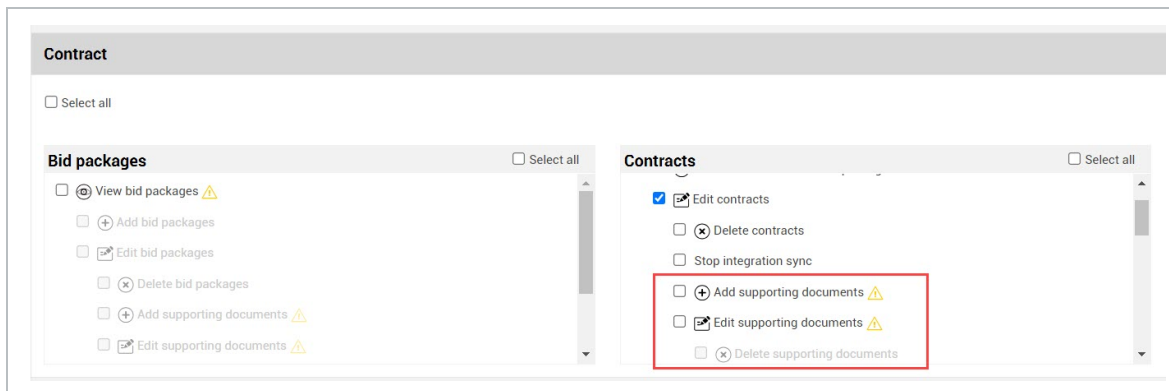 Contract
Select all
Bid packages
Select all
View bid packages
Add bid packages
Edit bid packages
Delete bid packages
Add supporting documents
Edit supporting documents
Contracts
Select all
Edit contracts
Delete contracts
Stop integration sync
Add supporting documents
Edit supporting documents
Delete supporting documents